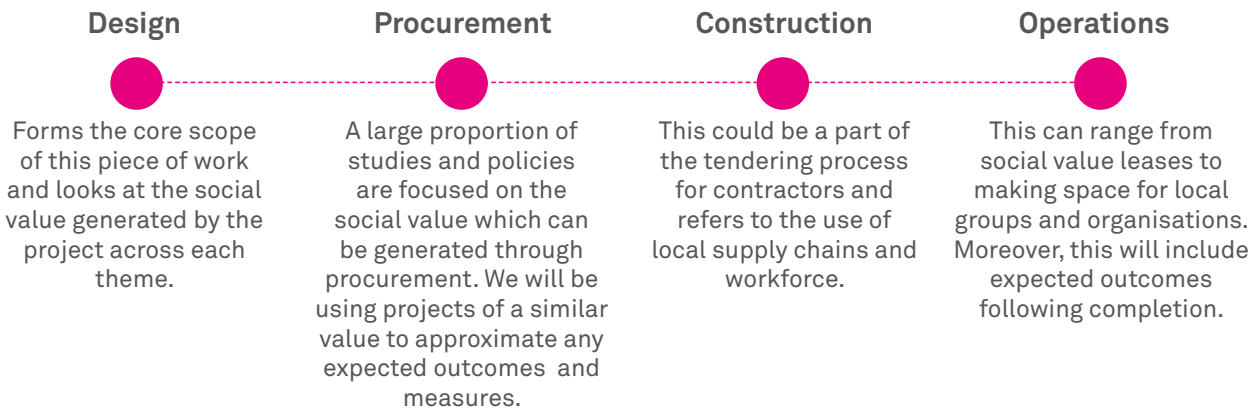 Design
Forms the core scope
of this piece of work
and looks at the social
value generated by the
project across each
theme.
Procurement
A large proportion of
studies and policies
are focused on the
social value which can
be generated through
procurement. We will be
using projects of a similar
value to approximate any
expected outcomes and
measures.
Construction
This could be a part of
the tendering process
for contractors and
refers to the use of
local supply chains and
workforce.
Operations
This can range from
social value leases to
making space for local
groups and organisations.
Moreover, this will include
expected outcomes
following completion.